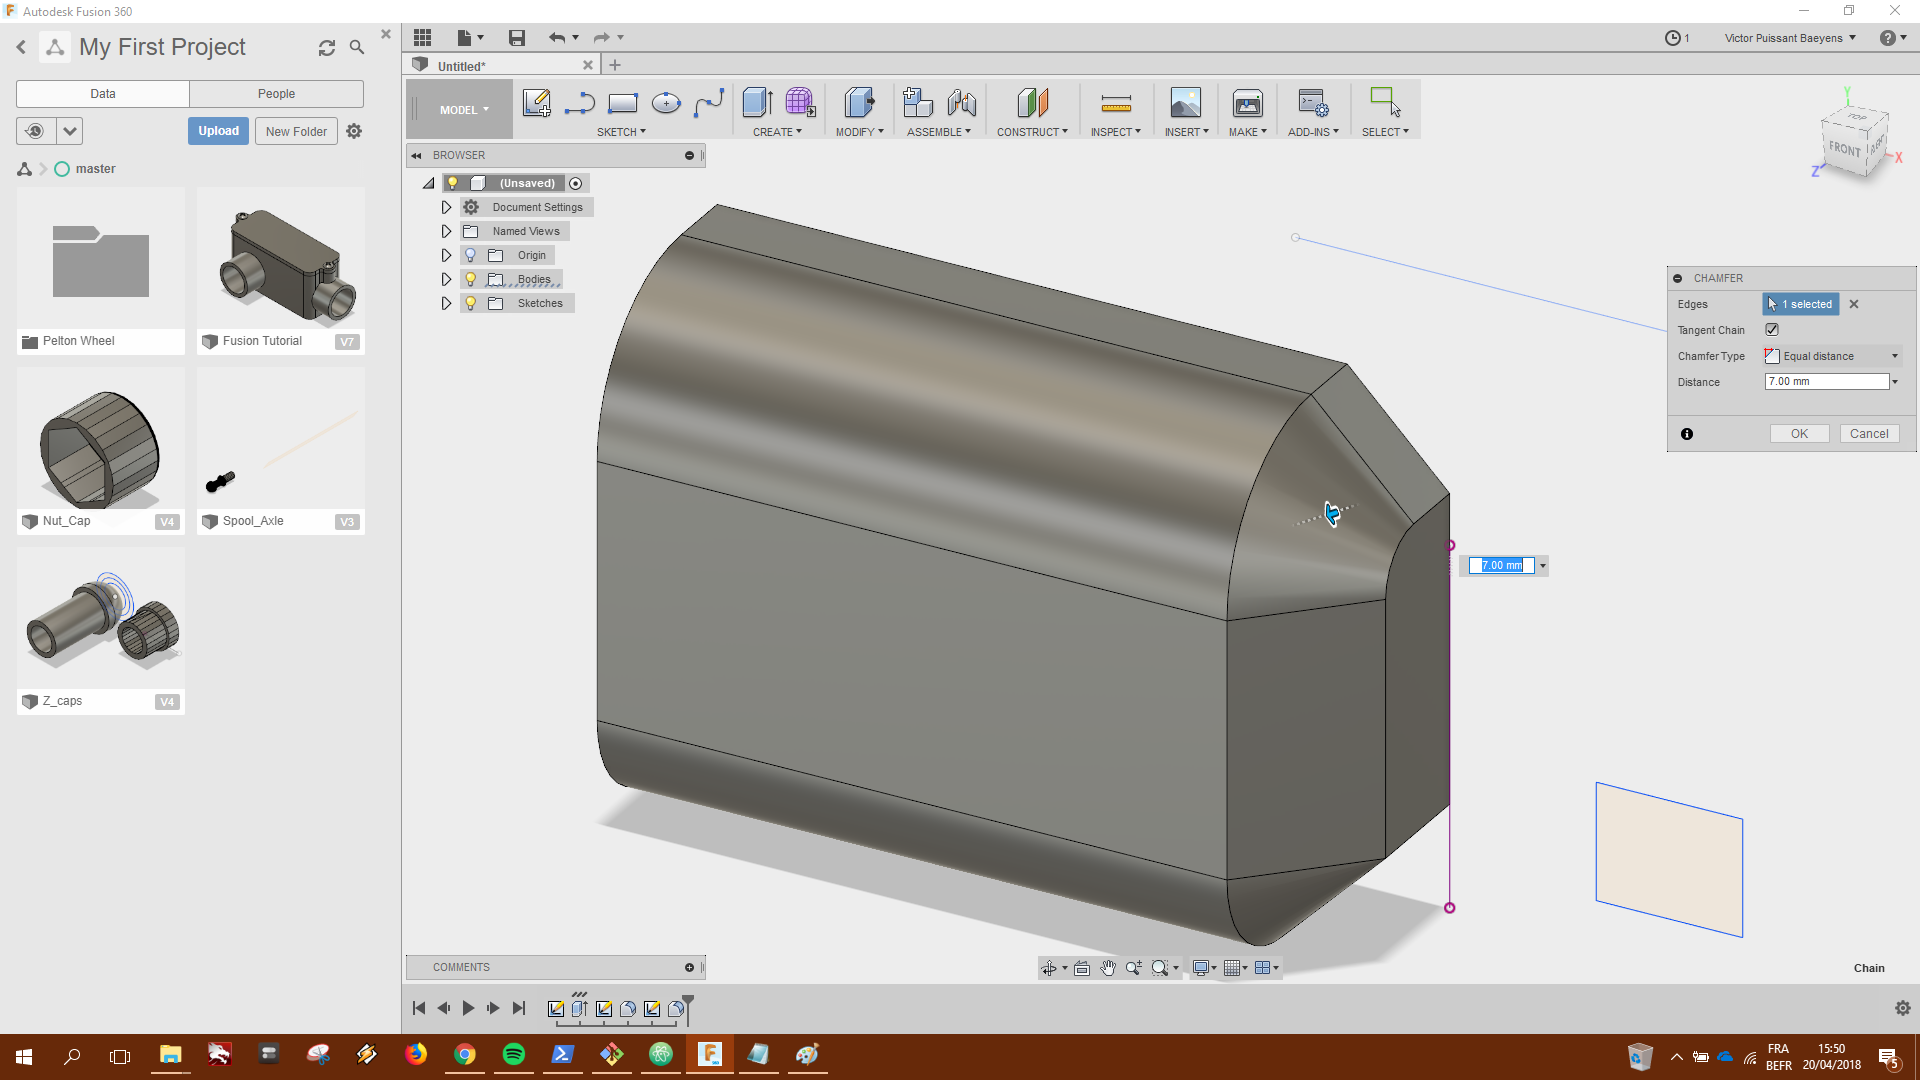 Autodesk Fusion 360
My First Project
Data
People
Upload
New Folder
master
Pelton Wheel
Fusion Tutorial
V7
Nut_Cap
V4
Spool_Axle
V3
Z_caps
V4
1
Victor Puissant Baeyens
Untitled*
MODEL
SKETCH
CREATE
MODIFY
ASSEMBLE
CONSTRUCT
INSPECT
INSERT
MAKE
ADD-INS
SELECT
BROWSER
(Unsaved)
Document Settings
Named Views
Origin
Bodies
Sketches
Y
TOP
FRONT
RIGHT
X
Z
CHAMFER
Edges
1 selected
Tangent Chain
Chamfer Type
Equal distance
Distance
7.00 mm
OK
Cancel
7.00 mm
COMMENTS
Chain
FRA
BEFR
15:50
20/04/2018
5